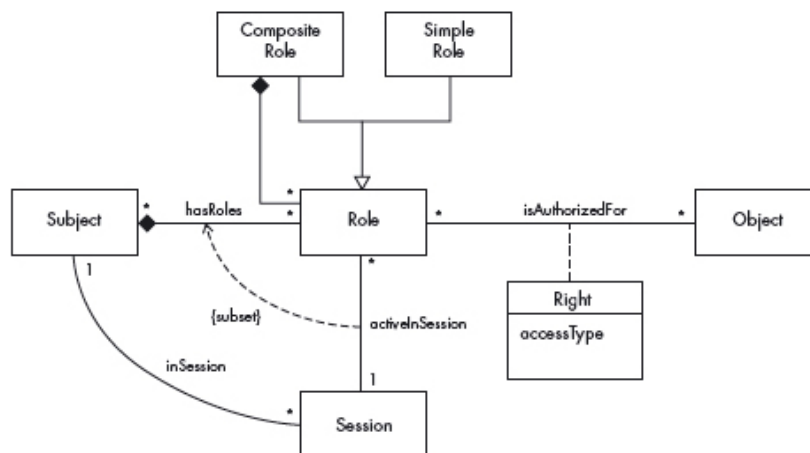 Composite
Role
Simple
Role
*
Subject
*
hasRoles
*
Role
*
isAuthorizedFor
*
Object
1
*
{subset}
activeInSession
Right
accessType
inSession
1
*
Session